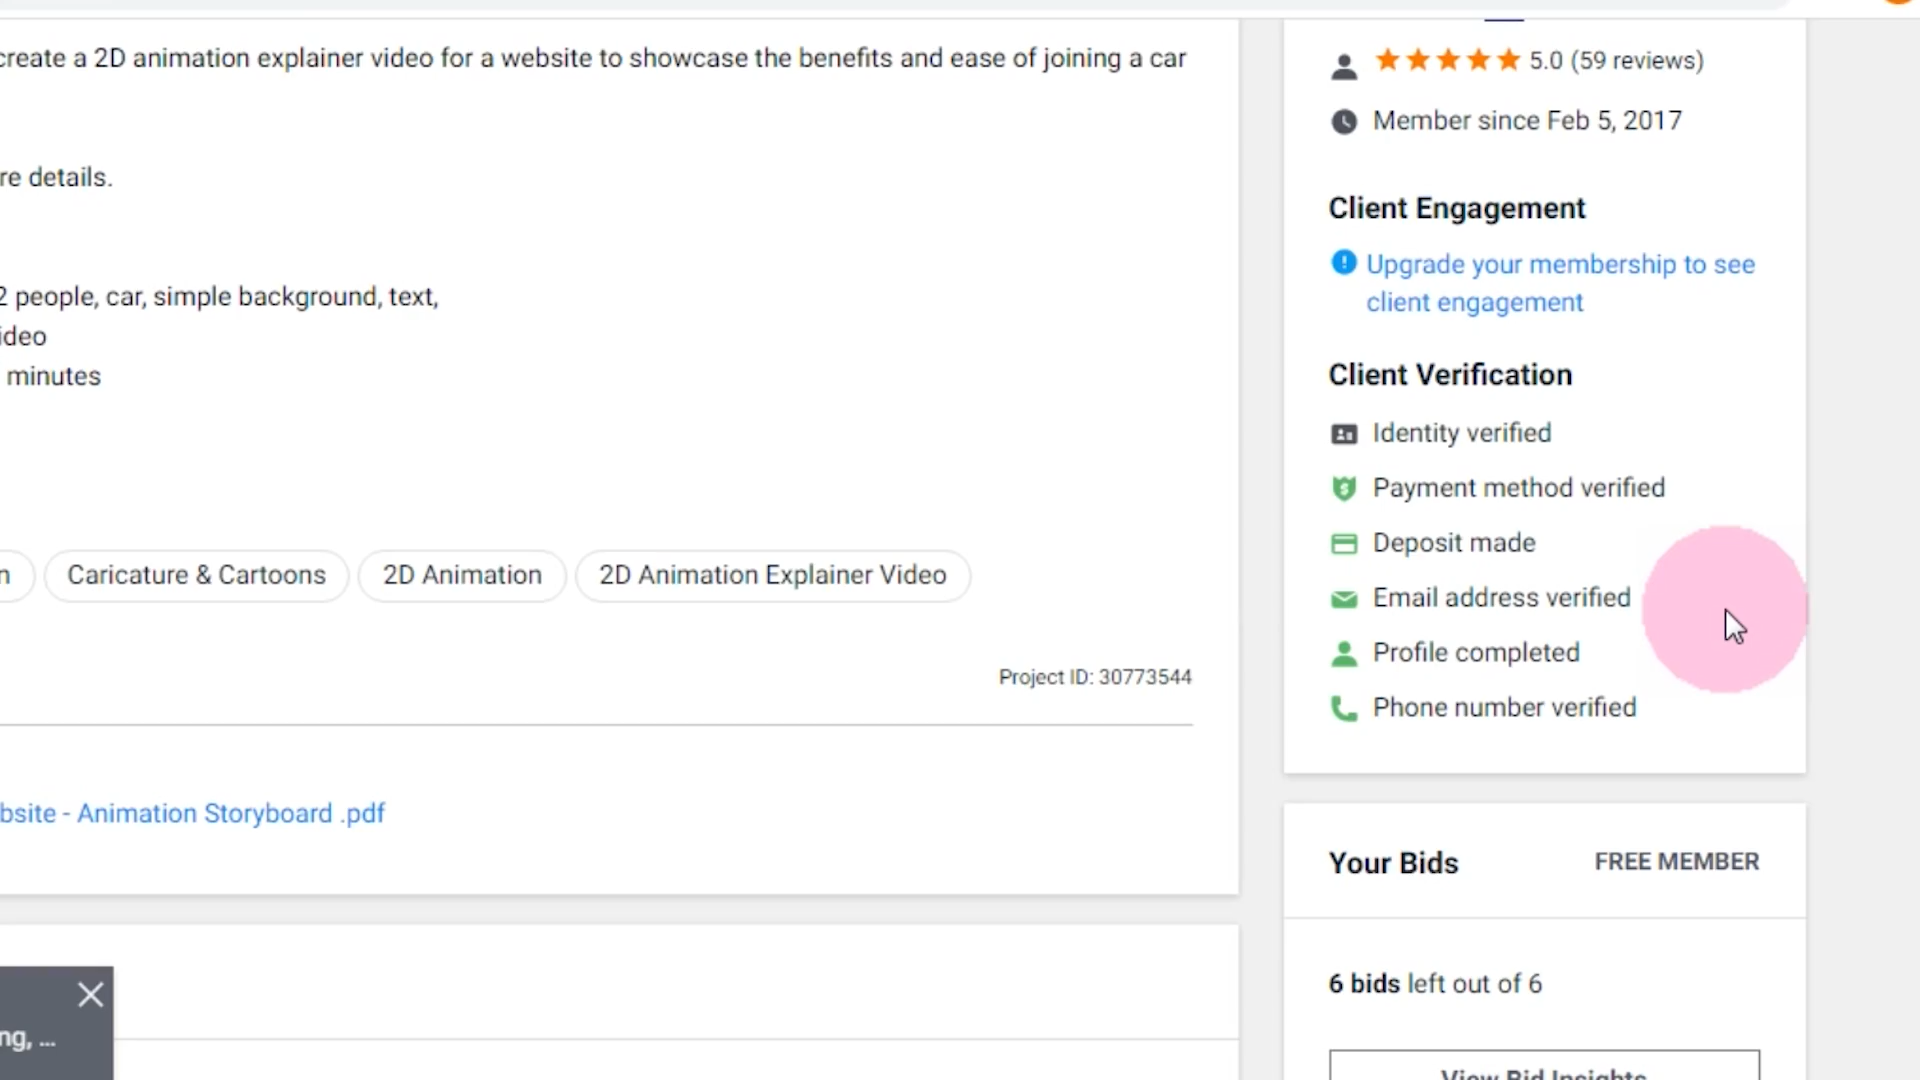 create a 2D animation explainer video for a website to showcase the benefits and ease of joining a car
re details.
2 people, car, simple background, text,
ideo
minutes
n
Caricature & Cartoons
2D Animation
2D Animation Explainer Video
Project ID: 30773544
bsite - Animation Storyboard .pdf
ng, ...
5.0 (59 reviews)
Member since Feb 5, 2017
Client Engagement
Upgrade your membership to see
client engagement
Client Verification
Identity verified
Payment method verified
Deposit made
Email address verified
Profile completed
Phone number verified
Your Bids
FREE MEMBER
6 bids left out of 6
View Bid Insights